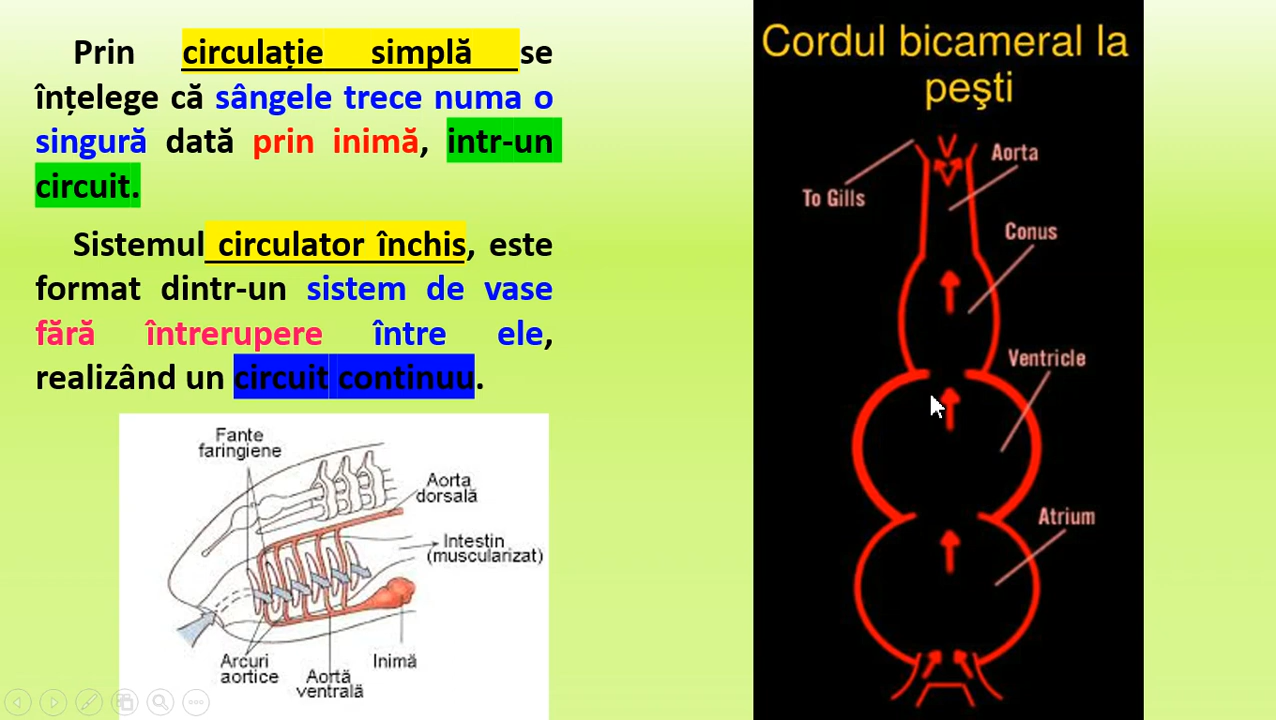 Prin circulație simplă se
înțelege că sângele trece numa o
singură dată prin inimă, intr-un
circuit.
Sistemul circulator închis, este
format dintr-un sistem de vase
fără întrerupere între ele,
realizând un circuit continuu.
Fante
faringiene
Aorta
dorsală
Intestin
(muscularizat)
Arcuri
aortice
Aortă
ventrală
Inimă
Cordul bicameral la
pești
To Gills
Aorta
Conus
Ventricle
Atrium